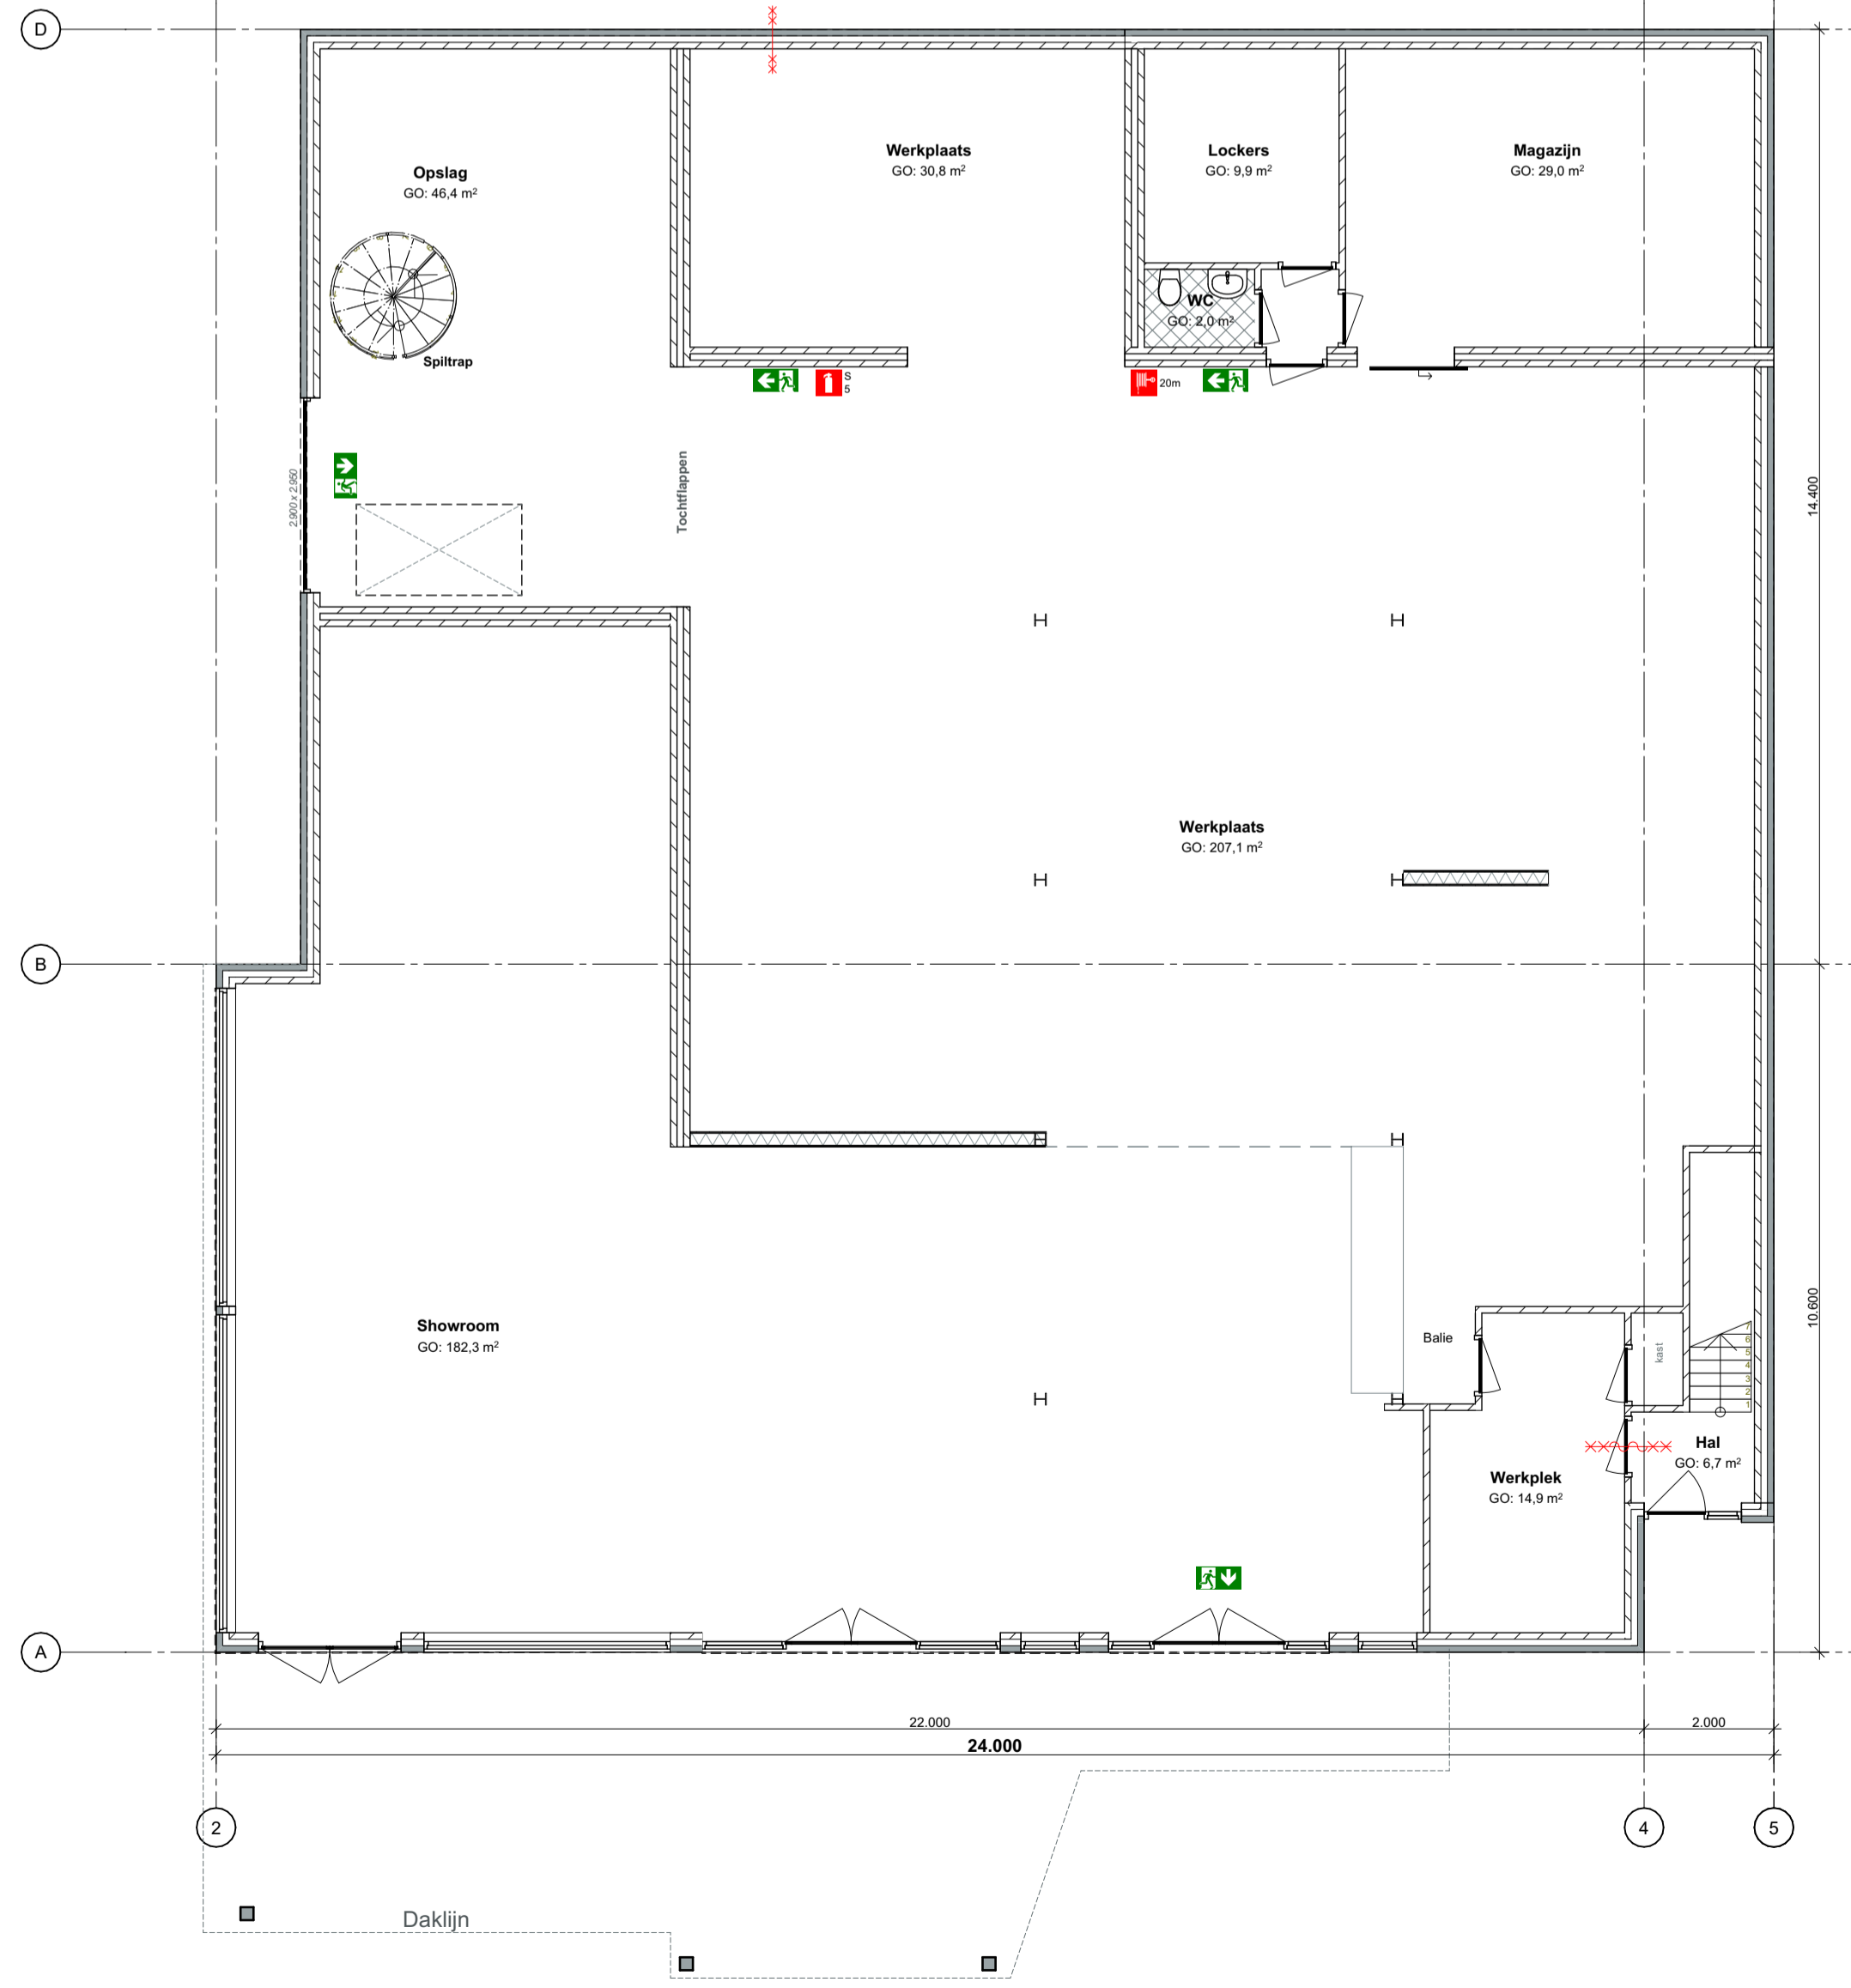 D
Werkplaats
GO: 30,8 m²
Lockers
GO: 9,9 m²
Magazijn
GO: 29,0 m²
Opslag
GO: 46,4 m²
WC
GO: 2,0 m²
Spiltrap
S
5
20m
2.900 x 2.950
Tochtflappen
14.400
Werkplaats
GO: 207,1 m²
B
10.600
Showroom
GO: 182,3 m²
Balie
kast
7
6
5
4
3
2
1
Hal
GO: 6,7 m²
Werkplek
GO: 14,9 m²
A
22.000
2.000
24.000
2
4
5
Daklijn